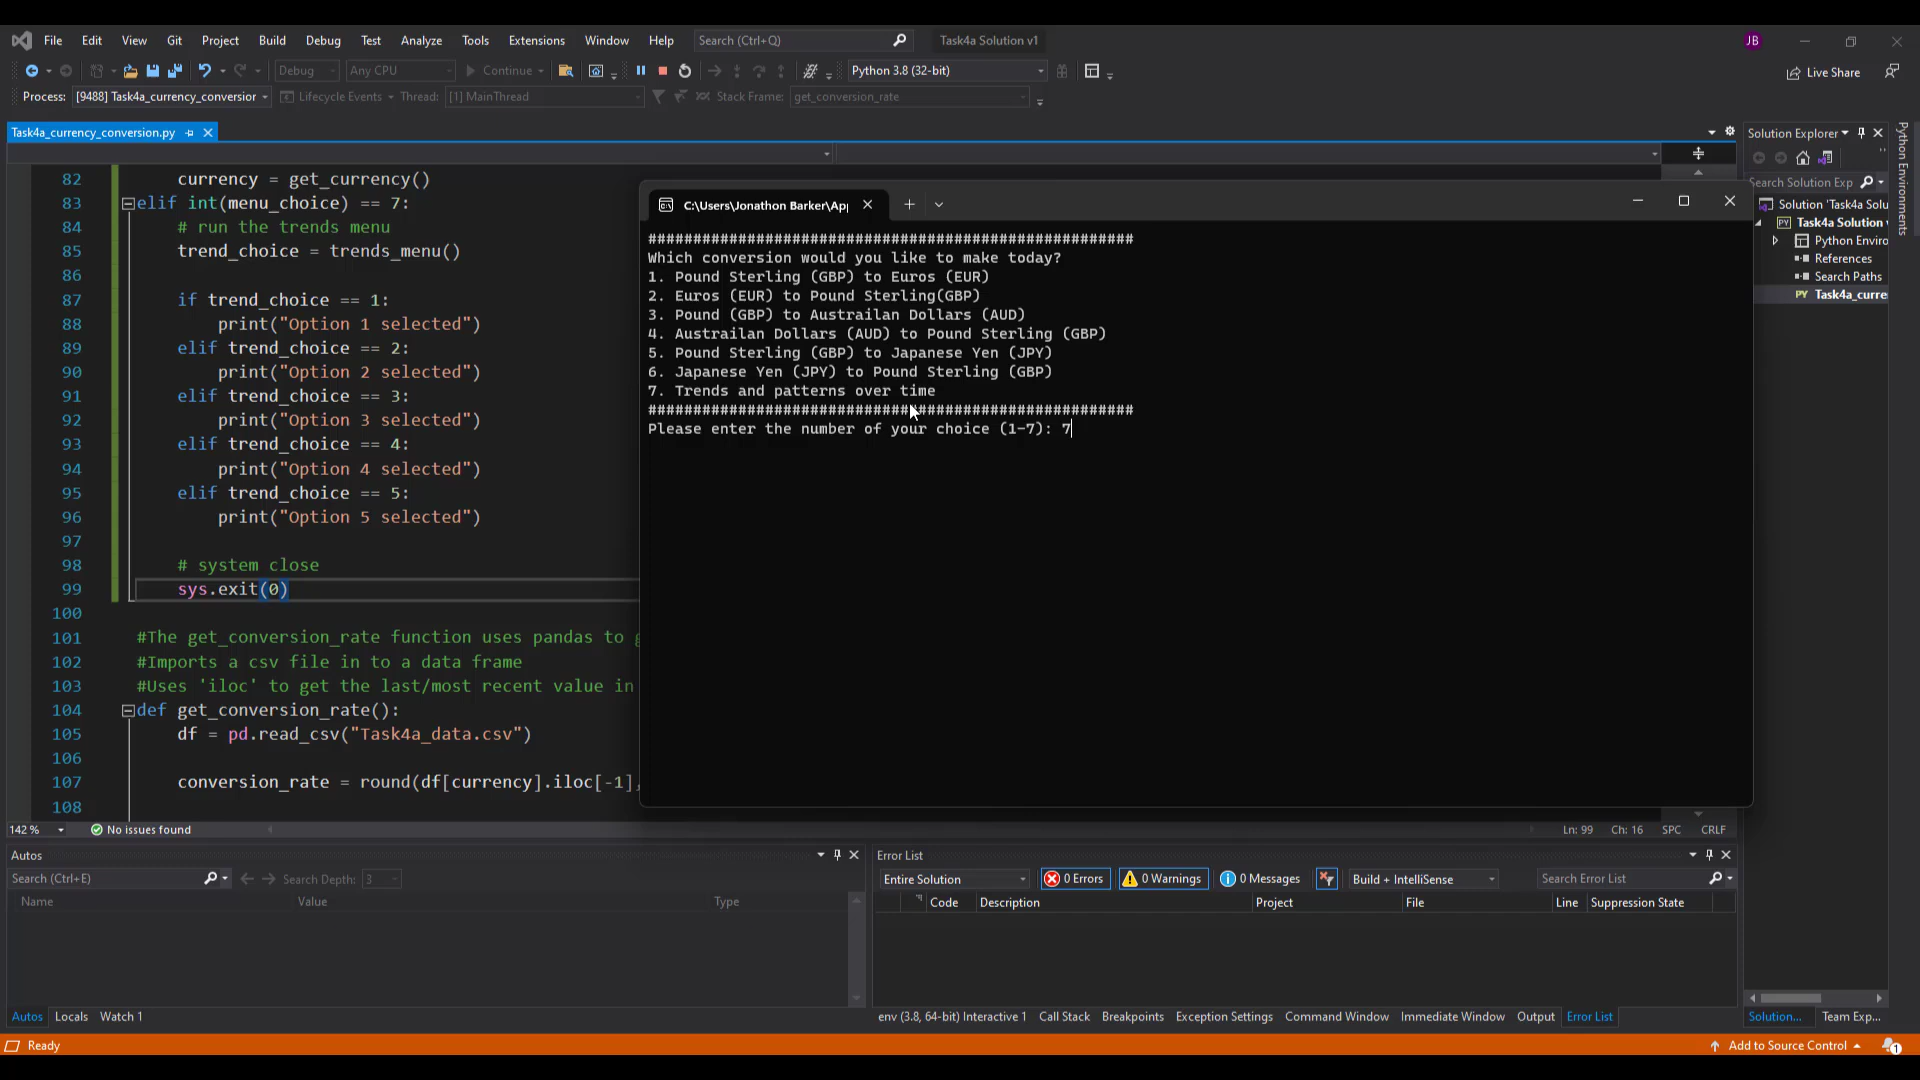 File Edit View Git Project Build Debug Test Analyze Tools Extensions Window Help Search (Ctrl+Q) Task4a Solution v1 JB
Debug Any CPU Continue Python 3.8 (32-bit) Live Share
Process: [9488] Task4a_currency_conversior Lifecycle Events Thread: [1] MainThread Stack Frame: get_conversion_rate
Task4a_currency_conversion.py
82 currency = get_currency()
83 elif int(menu_choice) == 7:
84 # run the trends menu
85 trend_choice = trends_menu()
86
87 if trend_choice == 1:
88 print("Option 1 selected")
89 elif trend_choice == 2:
90 print("Option 2 selected")
91 elif trend_choice == 3:
92 print("Option 3 selected")
93 elif trend_choice == 4:
94 print("Option 4 selected")
95 elif trend_choice == 5:
96 print("Option 5 selected")
97
98 # system close
99 sys.exit(0)
100
101 #The get_conversion_rate function uses pandas to g
102 #Imports a csv file in to a data frame
103 #Uses 'iloc' to get the last/most recent value in
104 def get_conversion_rate():
105 df = pd.read_csv("Task4a_data.csv")
106
107 conversion_rate = round(df[currency].iloc[-1],
108
C:\Users\Jonathon Barker\Ap
######################################################
Which conversion would you like to make today?
1. Pound Sterling (GBP) to Euros (EUR)
2. Euros (EUR) to Pound Sterling(GBP)
3. Pound (GBP) to Austrailan Dollars (AUD)
4. Austrailan Dollars (AUD) to Pound Sterling (GBP)
5. Pound Sterling (GBP) to Japanese Yen (JPY)
6. Japanese Yen (JPY) to Pound Sterling (GBP)
7. Trends and patterns over time
######################################################
Please enter the number of your choice (1-7): 7
Solution Explorer
Search Solution Exp
Solution 'Task4a Solu
Task4a Solution v
Python Enviro
References
Search Paths
Task4a_curre
Python Environments
142 % No issues found Ln: 99 Ch: 16 SPC CRLF
Autos
Search (Ctrl+E) Search Depth: 3
Name Value Type
Autos Locals Watch 1
Error List
Entire Solution 0 Errors 0 Warnings 0 Messages Build + IntelliSense Search Error List
Code Description Project File Line Suppression State
env (3.8, 64-bit) Interactive 1 Call Stack Breakpoints Exception Settings Command Window Immediate Window Output Error List
Solution... Team Exp...
Ready Add to Source Control 1